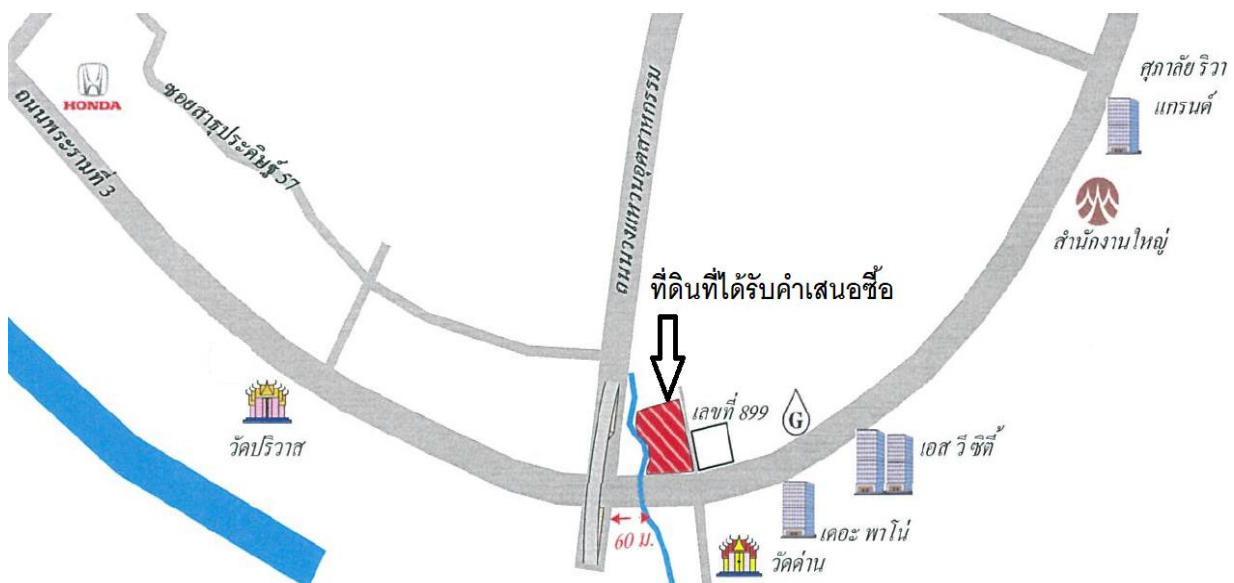 ศุภาลัย ริวา
แกรนด์
HONDA
ซอยสาธุประดิษฐ์ 57
ถนนพระรามที่ 3
ถนนวงแหวนอุตสาหกรรม
สำนักงานใหญ่
ที่ดินที่ได้รับคำเสนอซื้อ
เลขที่ 899
G
วัดปริวาส
เอส วี ซิตี้
60 ม.
เดอะ พาโน่
วัดด่าน